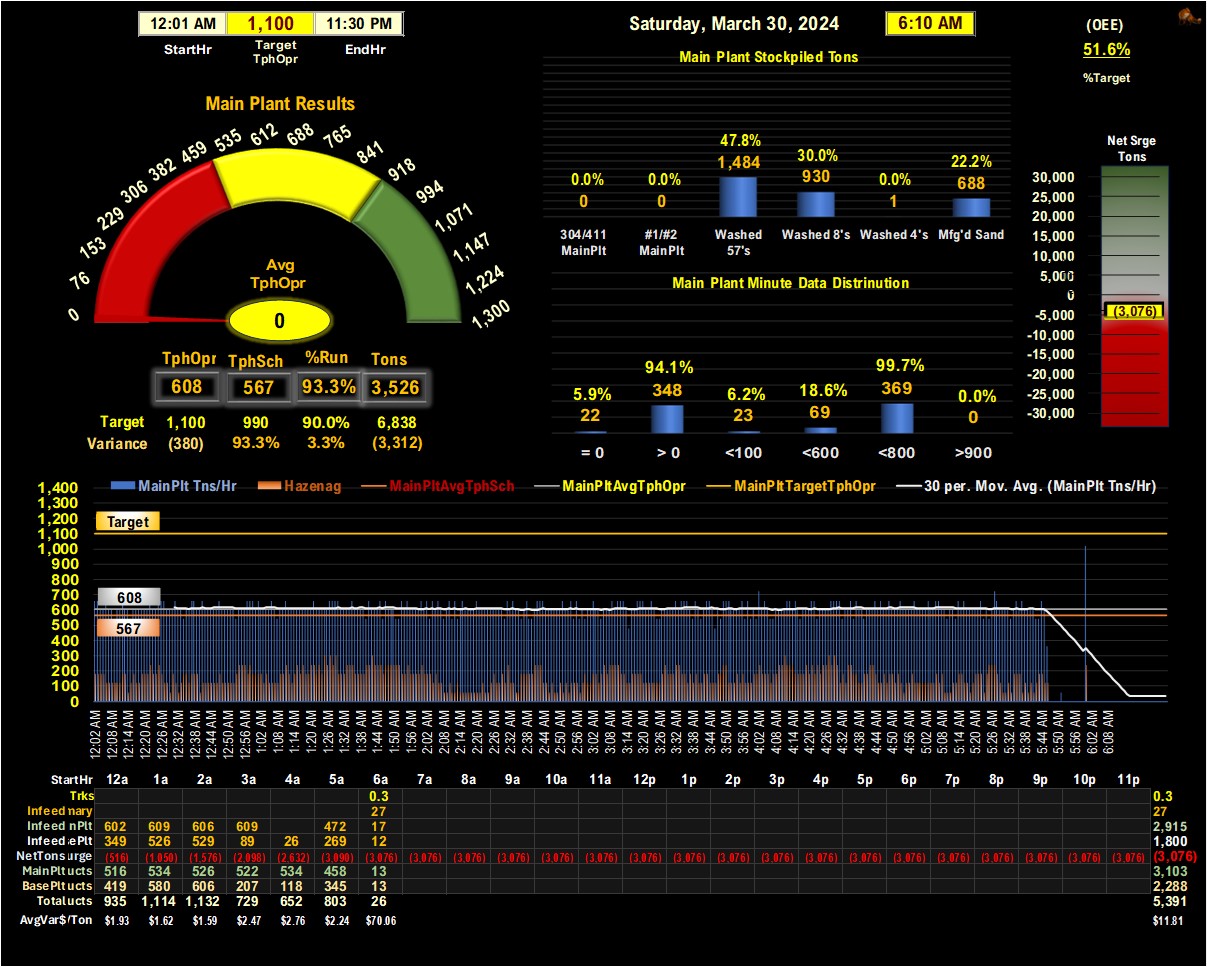 12:01 AM 1,100 11:30 PM
StartHr Target TphOpr EndHr
Saturday, March 30, 2024 6:10 AM
(OEE)
51.6%
%Target
Main Plant Results
0 76 153 229 306 382 459 535 612 688 765 841 918 994 1,071 1,147 1,224 1,300
Avg
TphOpr
0
TphOpr TphSch %Run Tons
608 567 93.3% 3,526
Target 1,100 990 90.0% 6,838
Variance (380) 93.3% 3.3% (3,312)
Main Plant Stockpiled Tons
0.0% 0.0% 47.8% 30.0% 0.0% 22.2%
0 0 1,484 930 1 688
304/411 MainPlt #1/#2 MainPlt Washed 57's Washed 8's Washed 4's Mfg'd Sand
Main Plant Minute Data Distrinution
5.9% 94.1% 6.2% 18.6% 99.7% 0.0%
22 348 23 69 369 0
= 0 > 0 <100 <600 <800 >900
Net Srge
Tons
30,000
25,000
20,000
15,000
10,000
5,000
0
-5,000
-10,000
-15,000
-20,000
-25,000
-30,000
(3,076)
MainPlt Tns/Hr Hazenag MainPltAvgTphSch MainPltAvgTphOpr MainPltTargetTphOpr 30 per. Mov. Avg. (MainPlt Tns/Hr)
1,400
1,300
1,200
1,100
1,000
900
800
700
600
500
400
300
200
100
0
Target
608
567
12:02 AM 12:08 AM 12:14 AM 12:20 AM 12:26 AM 12:32 AM 12:38 AM 12:44 AM 12:50 AM 12:56 AM 1:02 AM 1:08 AM 1:14 AM 1:20 AM 1:26 AM 1:32 AM 1:38 AM 1:44 AM 1:50 AM 1:56 AM 2:02 AM 2:08 AM 2:14 AM 2:20 AM 2:26 AM 2:32 AM 2:38 AM 2:44 AM 2:50 AM 2:56 AM 3:02 AM 3:08 AM 3:14 AM 3:20 AM 3:26 AM 3:32 AM 3:38 AM 3:44 AM 3:50 AM 3:56 AM 4:02 AM 4:08 AM 4:14 AM 4:20 AM 4:26 AM 4:32 AM 4:38 AM 4:44 AM 4:50 AM 4:56 AM 5:02 AM 5:08 AM 5:14 AM 5:20 AM 5:26 AM 5:32 AM 5:38 AM 5:44 AM 5:50 AM 5:56 AM 6:02 AM 6:08 AM
StartHr 12a 1a 2a 3a 4a 5a 6a 7a 8a 9a 10a 11a 12p 1p 2p 3p 4p 5p 6p 7p 8p 9p 10p 11p
Trks 0.3 0.3
Infeed nary 27 27
Infeed nPlt 602 609 606 609 472 17 2,915
Infeed ePlt 349 526 529 89 26 269 12 1,800
NetTons urge (516) (1,050) (1,576) (2,098) (2,632) (3,090) (3,076) (3,076) (3,076) (3,076) (3,076) (3,076) (3,076) (3,076) (3,076) (3,076) (3,076) (3,076) (3,076) (3,076) (3,076) (3,076) (3,076) (3,076) (3,076)
MainPlt ucts 516 534 526 522 534 458 13 3,103
BasePlt ucts 419 580 606 207 118 345 13 2,288
Total ucts 935 1,114 1,132 729 652 803 26 5,391
AvgVar$/Ton $1.93 $1.62 $1.59 $2.47 $2.76 $2.24 $70.06 $11.81